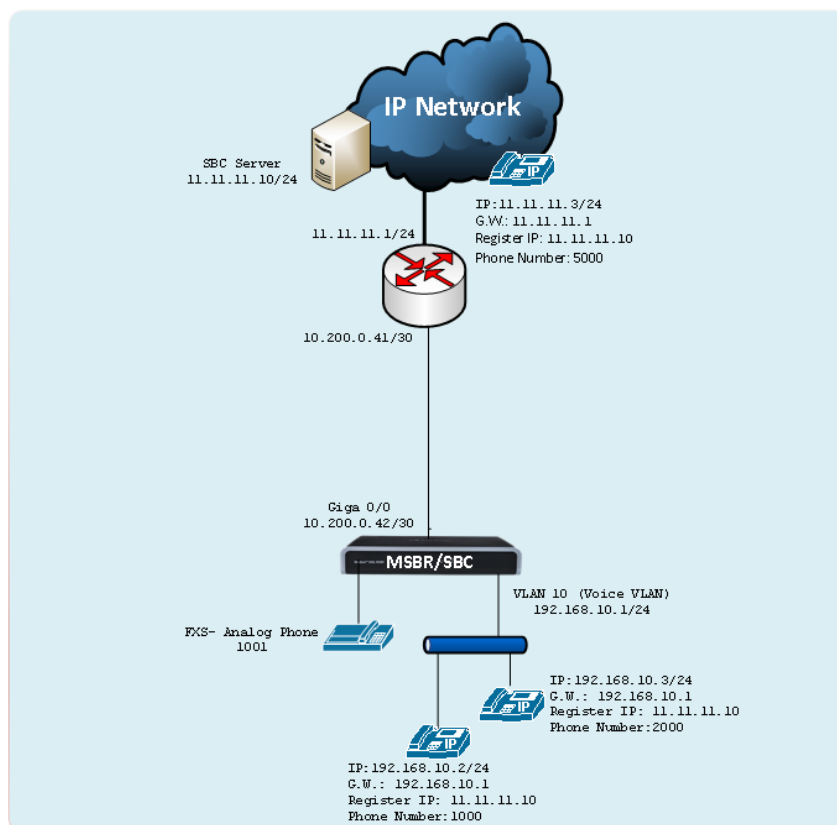 IP Network
SBC Server
11.11.11.10/24
IP
IP:11.11.11.3/24
G.W.: 11.11.11.1
Register IP: 11.11.11.10
Phone Number: 5000
11.11.11.1/24
10.200.0.41/30
Giga 0/0
10.200.0.42/30
MSBR/SBC
VLAN 10 (Voice VLAN)
192.168.10.1/24
FXS- Analog Phone
1001
IP
IP:192.168.10.3/24
G.W.: 192.168.10.1
Register IP: 11.11.11.10
Phone Number:2000
IP
IP:192.168.10.2/24
G.W.: 192.168.10.1
Register IP: 11.11.11.10
Phone Number:1000